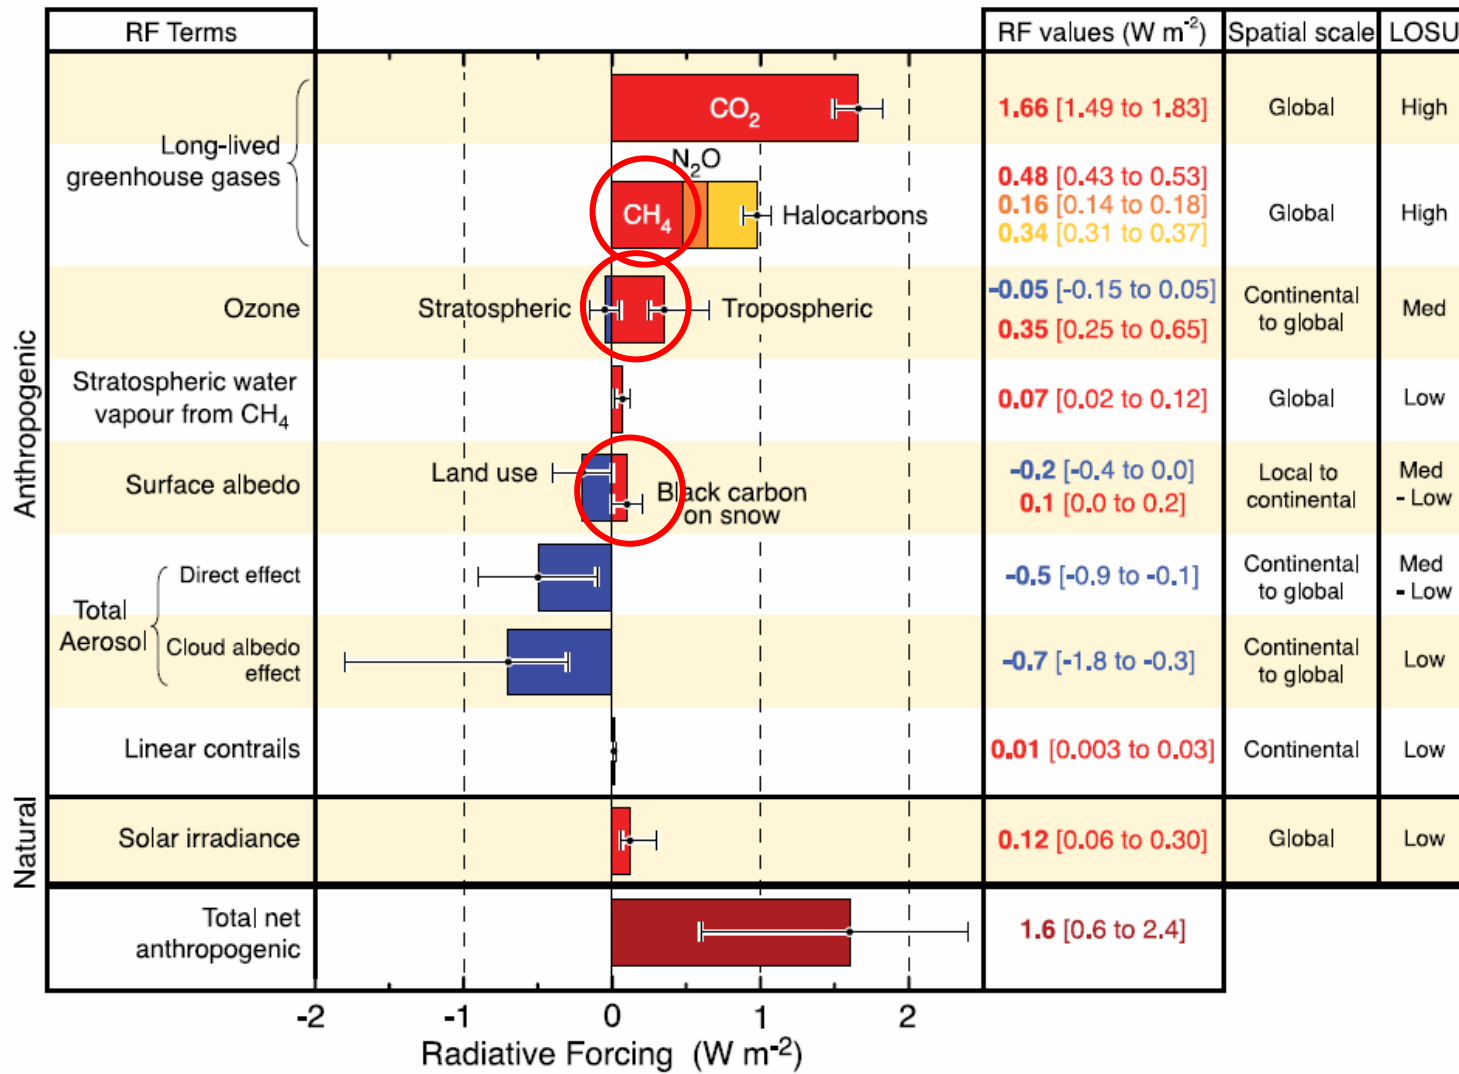 RF Terms
RF values (W m⁻²)
Spatial scale
LOSU
Anthropogenic
Long-lived
greenhouse gases
CO₂
1.66 [1.49 to 1.83]
Global
High
N₂O
CH₄
Halocarbons
0.48 [0.43 to 0.53]
0.16 [0.14 to 0.18]
0.34 [0.31 to 0.37]
Global
High
Ozone
Stratospheric
Tropospheric
-0.05 [-0.15 to 0.05]
0.35 [0.25 to 0.65]
Continental
to global
Med
Stratospheric water
vapour from CH₄
0.07 [0.02 to 0.12]
Global
Low
Surface albedo
Land use
Black carbon
on snow
-0.2 [-0.4 to 0.0]
0.1 [0.0 to 0.2]
Local to
continental
Med
- Low
Total
Aerosol
Direct effect
-0.5 [-0.9 to -0.1]
Continental
to global
Med
- Low
Cloud albedo
effect
-0.7 [-1.8 to -0.3]
Continental
to global
Low
Linear contrails
0.01 [0.003 to 0.03]
Continental
Low
Natural
Solar irradiance
0.12 [0.06 to 0.30]
Global
Low
Total net
anthropogenic
1.6 [0.6 to 2.4]
-2 -1 0 1 2
Radiative Forcing (W m⁻²)